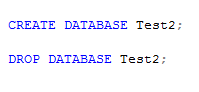 CREATE DATABASE Test2;
DROP DATABASE Test2;